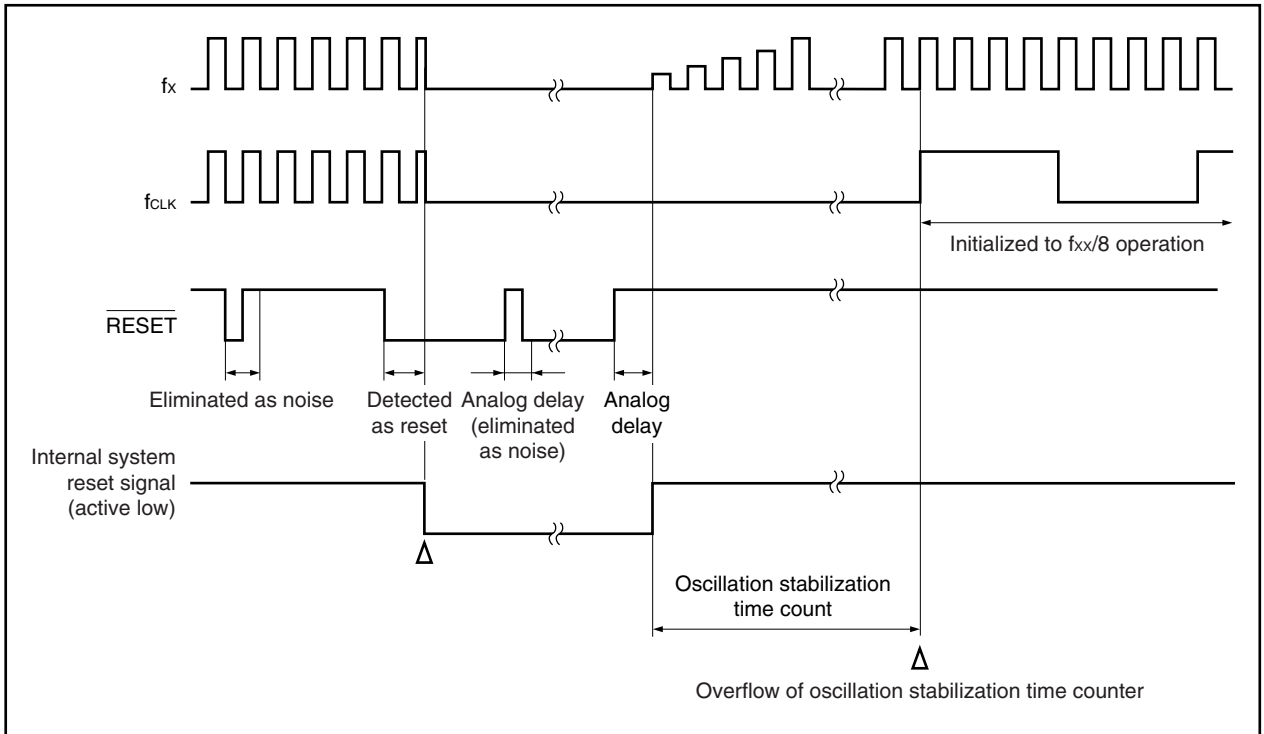 fX
fCLK
Initialized to fxx/8 operation
RESET
Eliminated as noise
Detected
as reset
Analog delay
(eliminated
as noise)
Analog
delay
Internal system
reset signal
(active low)
Oscillation stabilization
time count
Overflow of oscillation stabilization time counter